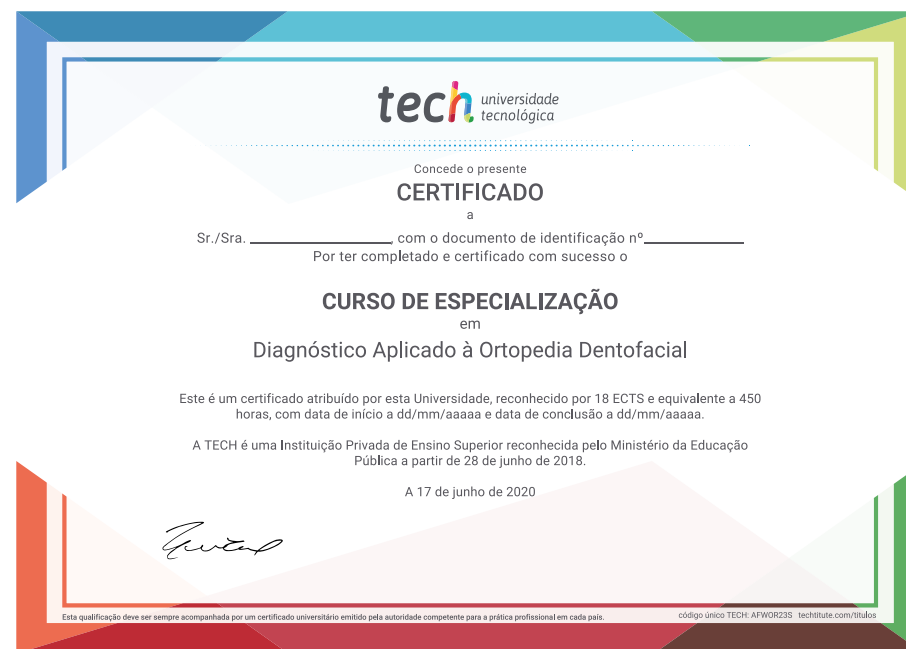 tech universidade
tecnológica
Concede o presente
CERTIFICADO
a
Sr./Sra. ____________________, com o documento de identificação nº______________
Por ter completado e certificado com sucesso o
CURSO DE ESPECIALIZAÇÃO
em
Diagnóstico Aplicado à Ortopedia Dentofacial
Este é um certificado atribuído por esta Universidade, reconhecido por 18 ECTS e equivalente a 450
horas, com data de início a dd/mm/aaaaa e data de conclusão a dd/mm/aaaaa.
A TECH é uma Instituição Privada de Ensino Superior reconhecida pelo Ministério da Educação
Pública a partir de 28 de junho de 2018.
A 17 de junho de 2020
Esta qualificação deve ser sempre acompanhada por um certificado universitário emitido pela autoridade competente para a prática profissional em cada país.
código único TECH: AFWOR23S techtitute.com/titulos